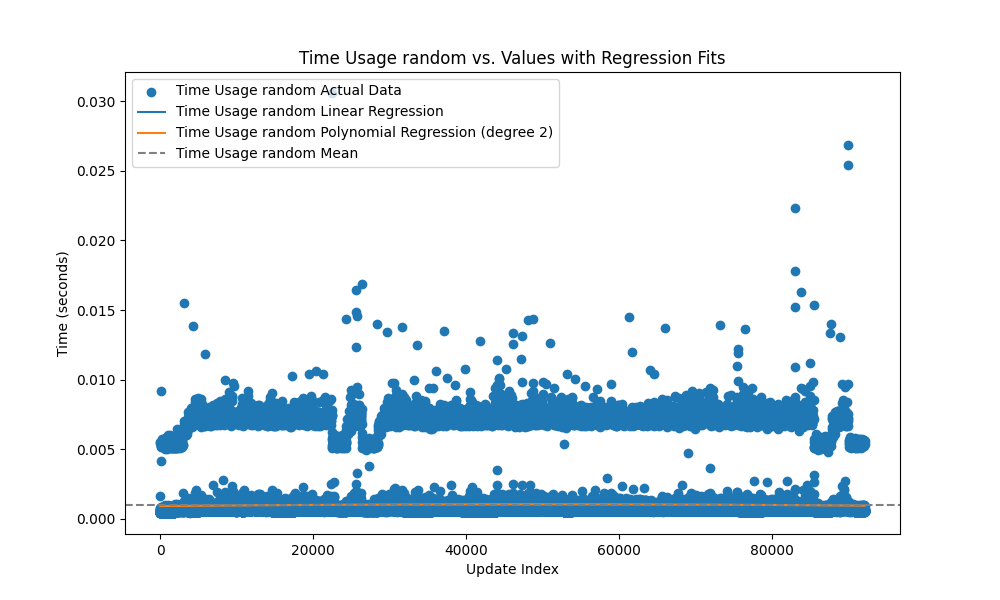 Time Usage random vs. Values with Regression Fits
Time Usage random Actual Data
Time Usage random Linear Regression
Time Usage random Polynomial Regression (degree 2)
Time Usage random Mean
0.030
0.025
0.020
0.015
0.010
0.005
0.000
Time (seconds)
0
20000
40000
60000
80000
Update Index